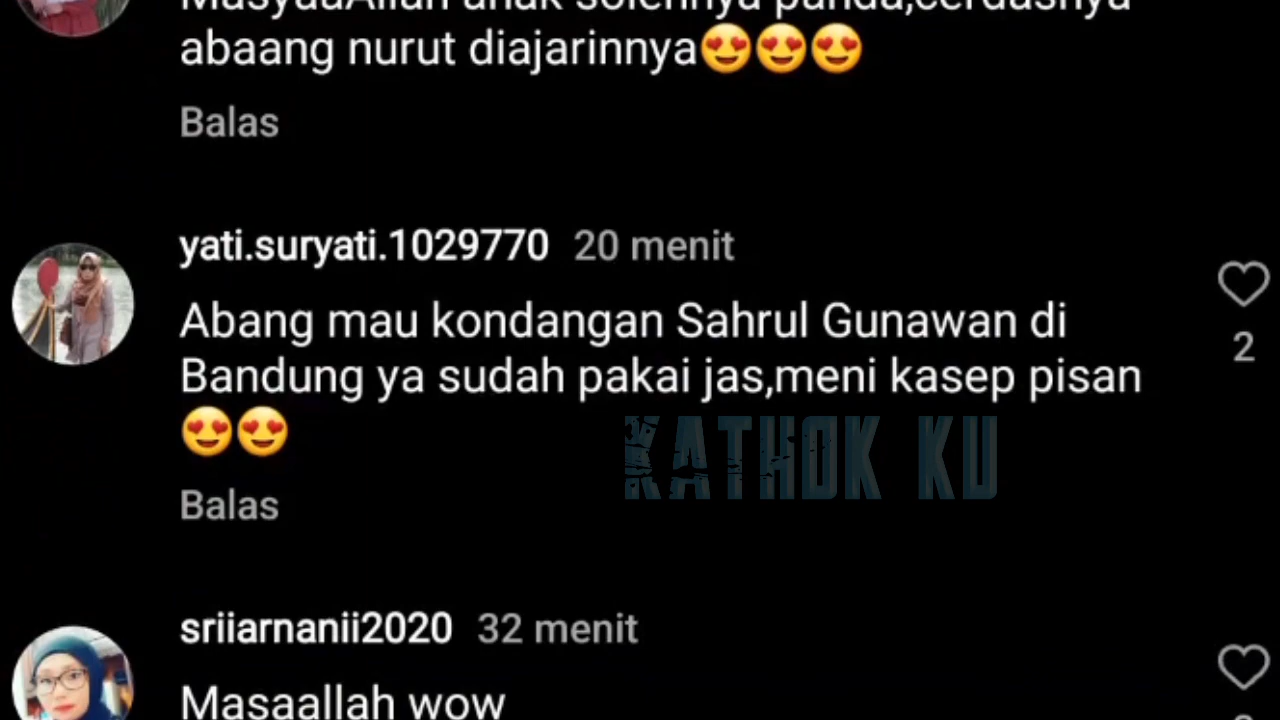 MasyaaAllah anak solehnya panda,cerdasnya
abaang nurut diajarinnya😍😍😍
Balas
yati.suryati.1029770 20 menit
Abang mau kondangan Sahrul Gunawan di
Bandung ya sudah pakai jas,meni kasep pisan
😍😍
2
KATHOK KU
Balas
sriiarnanii2020 32 menit
Masaallah wow